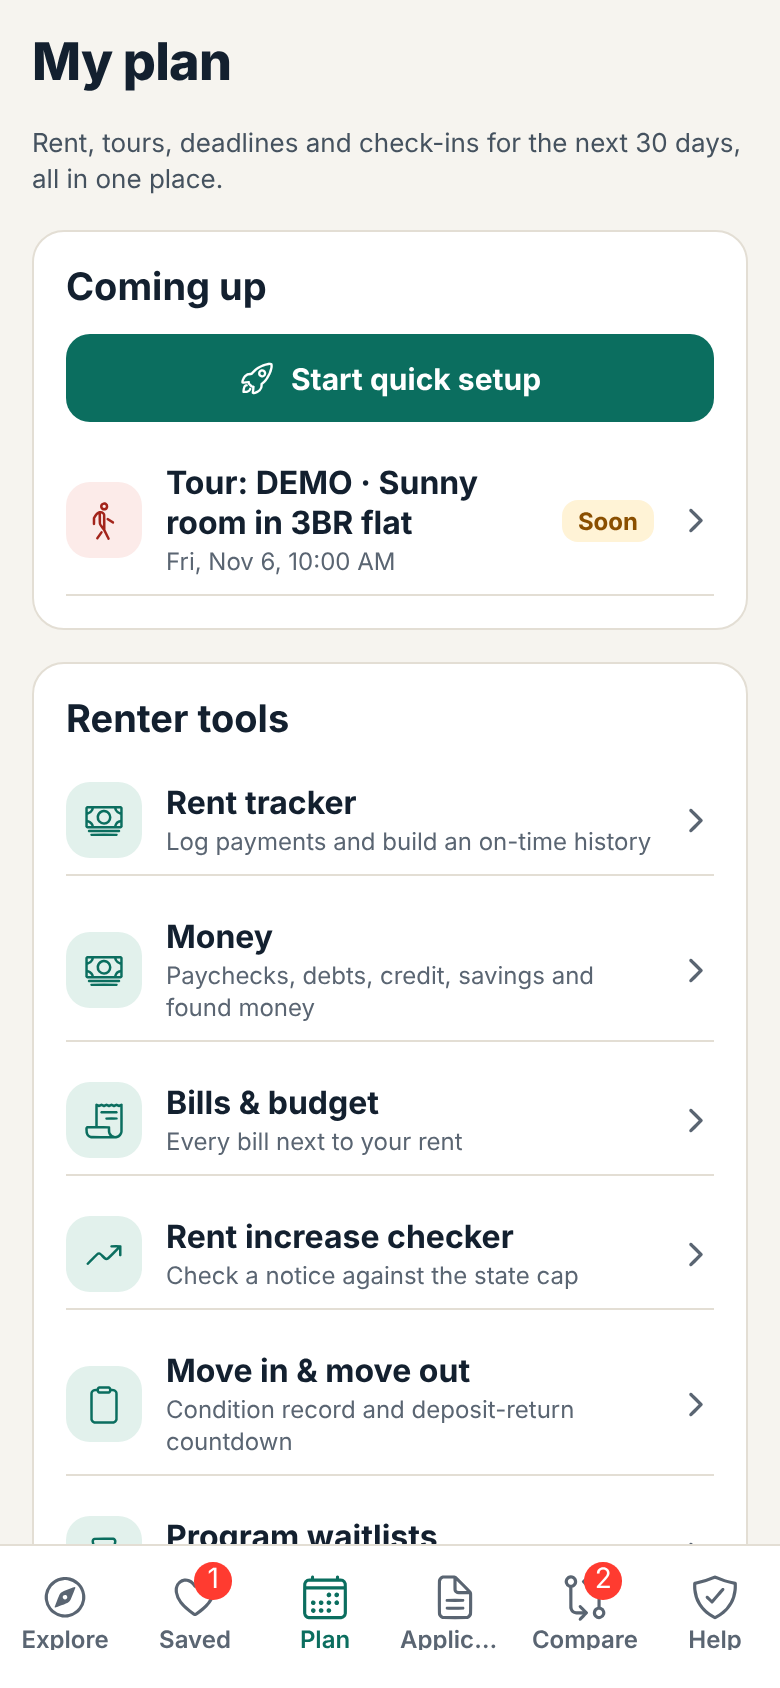 My plan
Rent, tours, deadlines and check-ins for the next 30 days,
all in one place.
Coming up
Start quick setup
Tour: DEMO · Sunny
room in 3BR flat
Soon
Fri, Nov 6, 10:00 AM
Renter tools
Rent tracker
Log payments and build an on-time history
Money
Paychecks, debts, credit, savings and
found money
Bills & budget
Every bill next to your rent
Rent increase checker
Check a notice against the state cap
Move in & move out
Condition record and deposit-return
countdown
Program waitlists
1
2
Explore
Saved
Plan
Applic...
Compare
Help